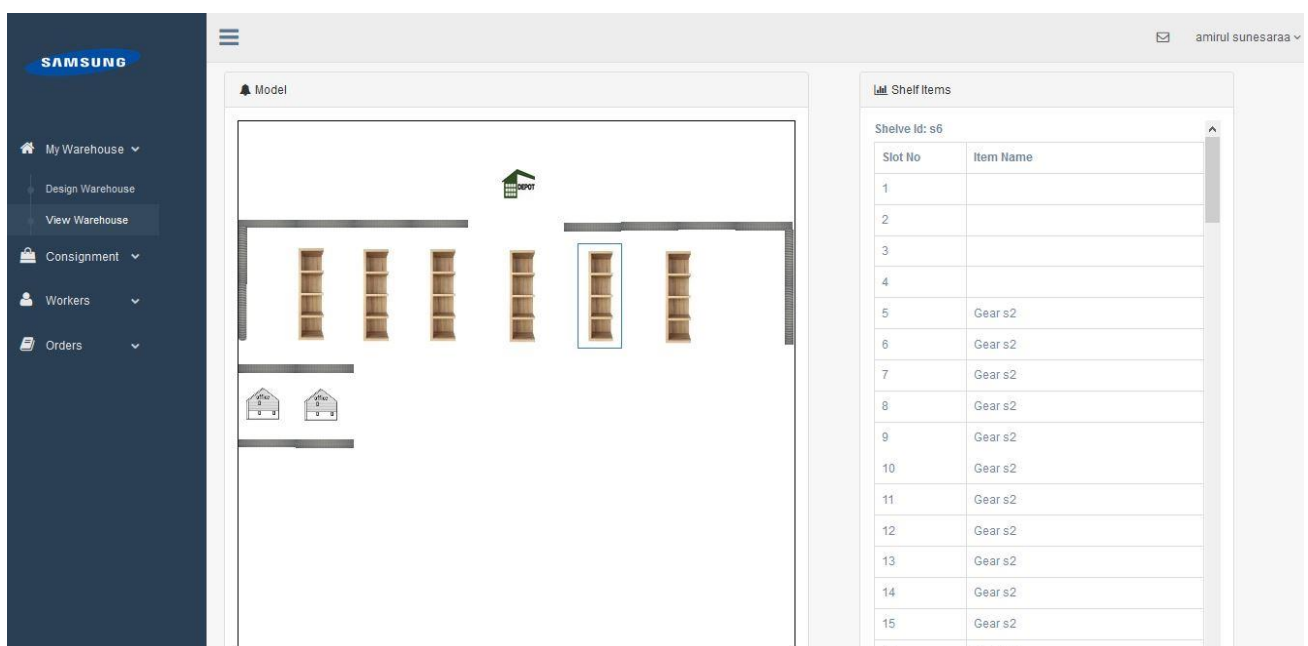 SAMSUNG
amirul sunesaraa
My Warehouse
Design Warehouse
View Warehouse
Consignment
Workers
Orders
Model
DEPOT
office
office
Shelf Items
Shelve Id: s6
Slot No Item Name
1
2
3
4
5 Gear s2
6 Gear s2
7 Gear s2
8 Gear s2
9 Gear s2
10 Gear s2
11 Gear s2
12 Gear s2
13 Gear s2
14 Gear s2
15 Gear s2